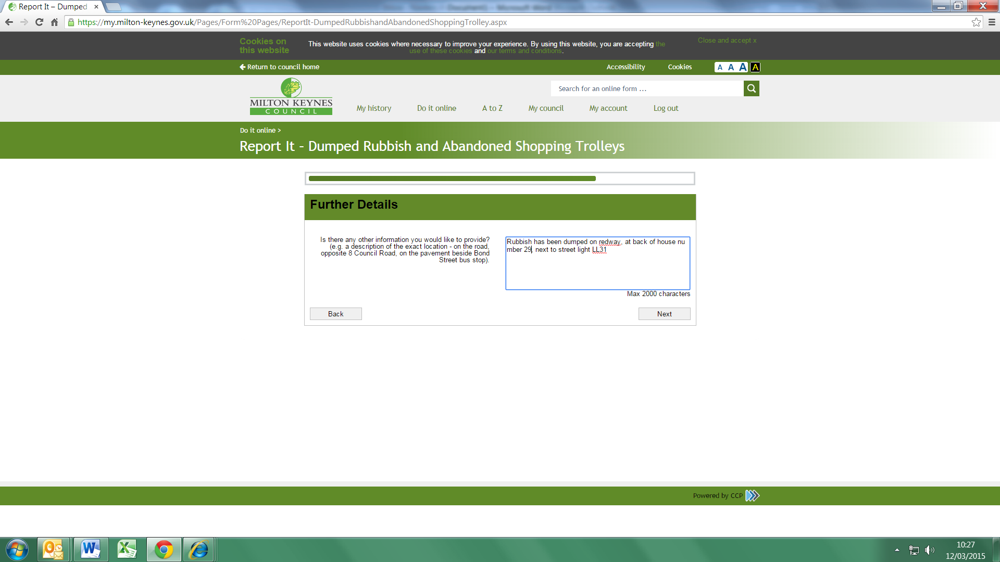 Report It – Dumped
Document1 - Microsoft Word
https://my.milton-keynes.gov.uk/Pages/Form%20Pages/ReportIt-DumpedRubbishandAbandonedShoppingTrolley.aspx
Cookies on
this website
This website uses cookies where necessary to improve your experience. By using this website, you are accepting the
use of these cookies and our terms and conditions.
Close and accept x
Return to council home
Accessibility
Cookies
A A A A
MILTON KEYNES
COUNCIL
Search for an online form ...
My history
Do it online
A to Z
My council
My account
Log out
Do it online >
Report It – Dumped Rubbish and Abandoned Shopping Trolleys
Further Details
Is there any other information you would like to provide?
(e.g. a description of the exact location - on the road,
opposite 8 Council Road, on the pavement beside Bond
Street bus stop).
Rubbish has been dumped on redway, at back of house nu
mber 29, next to street light LL31
Max 2000 characters
Back
Next
Powered by CCP
10:27
12/03/2015